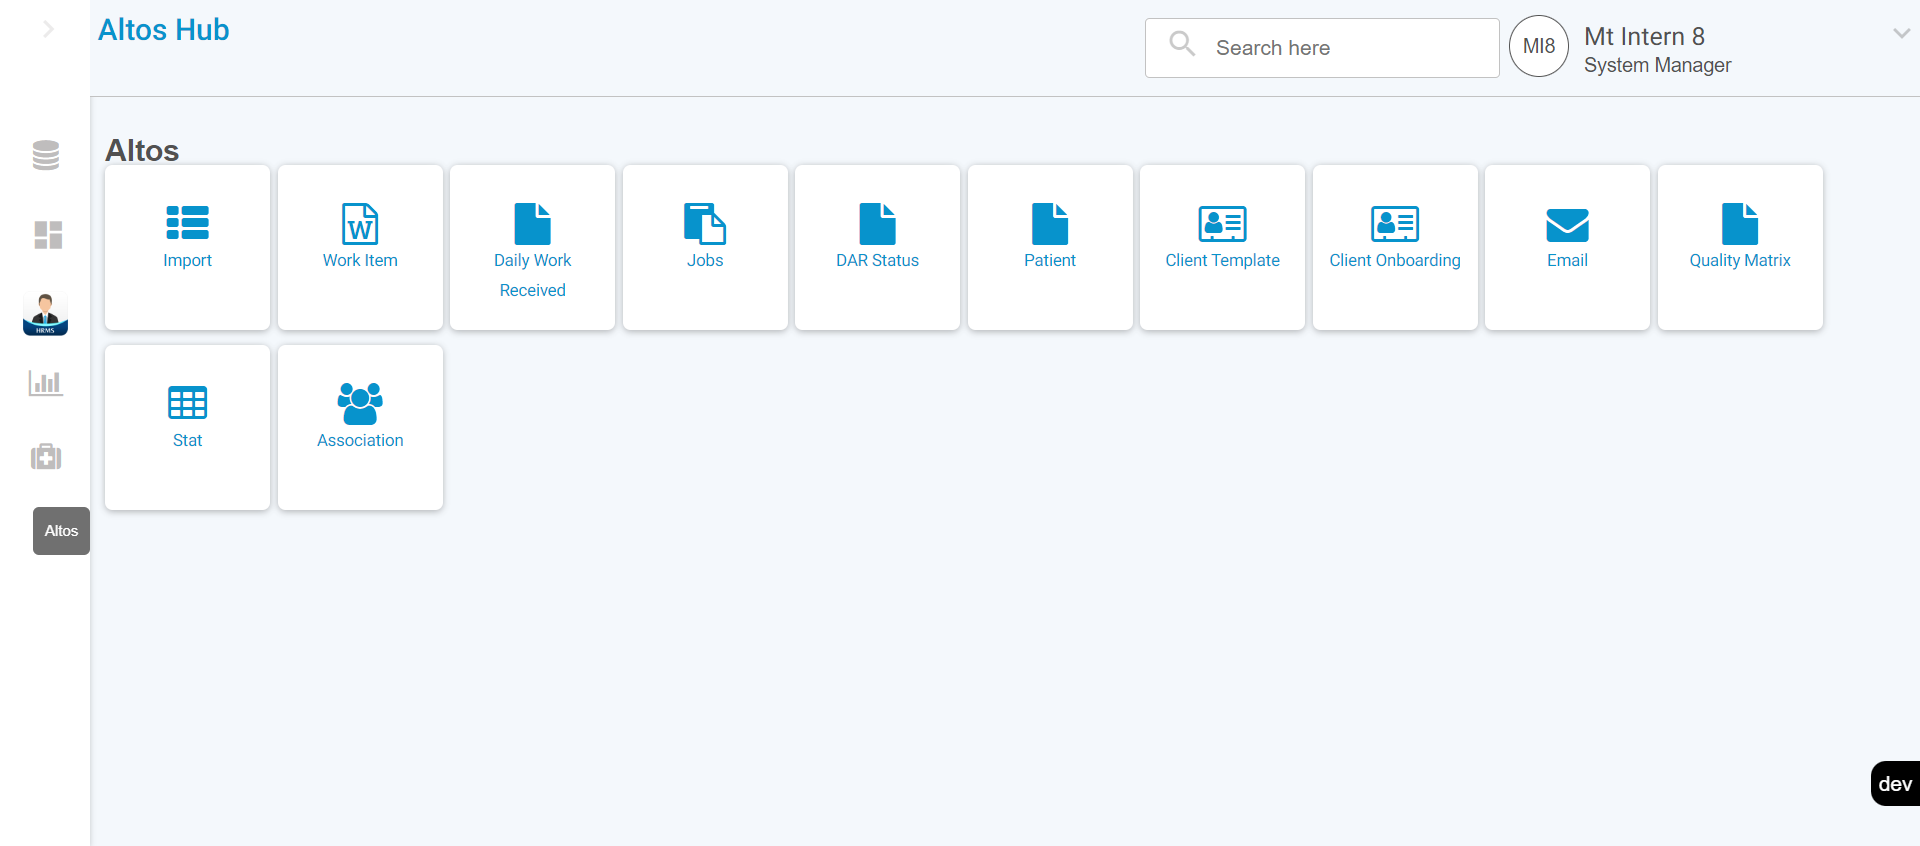 Altos Hub
Search here
MI8
Mt Intern 8
System Manager
Altos
Import
W
Work Item
Daily Work
Received
Jobs
DAR Status
Patient
Client Template
Client Onboarding
Email
Quality Matrix
HRMS
Stat
Association
Altos
dev